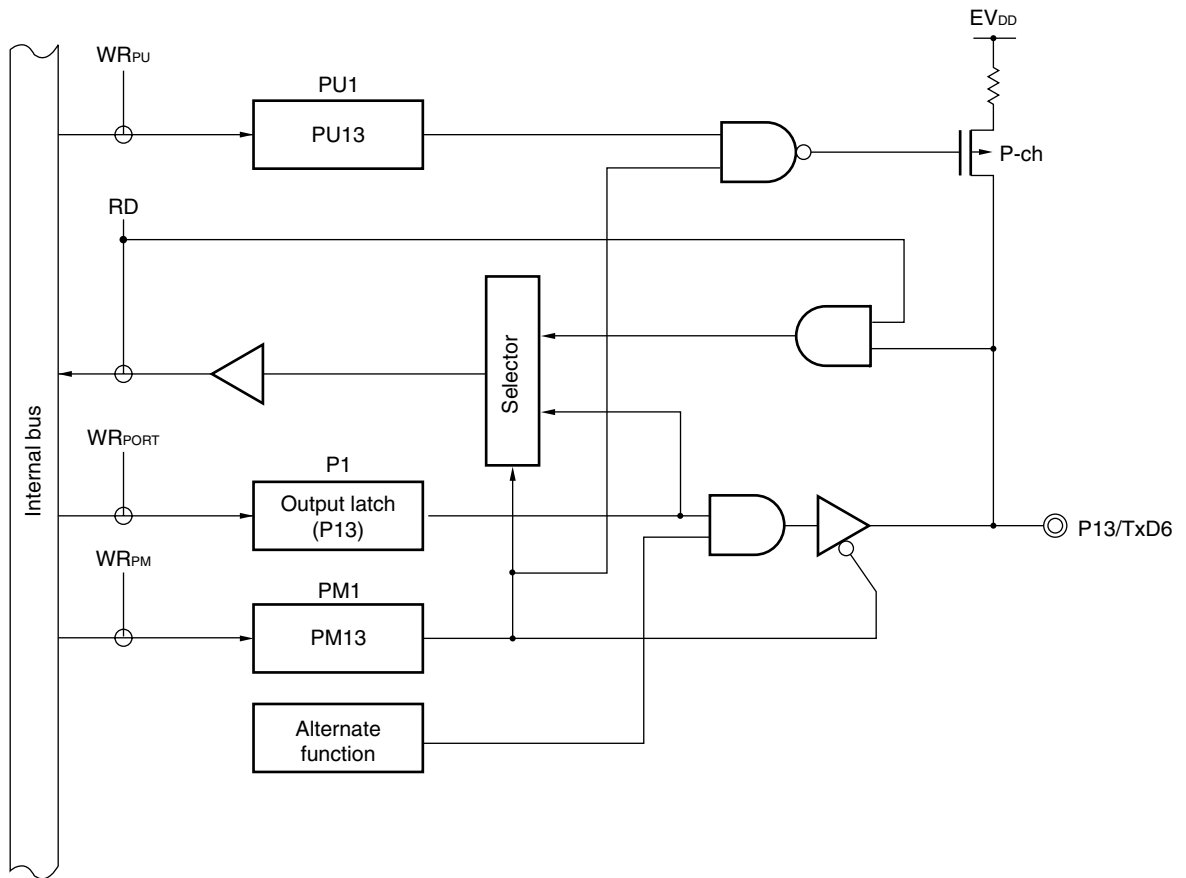 EVDD
WRPU
PU1
PU13
P-ch
RD
Selector
Internal bus
WRPORT
P1
Output latch
(P13)
P13/TxD6
WRPM
PM1
PM13
Alternate
function